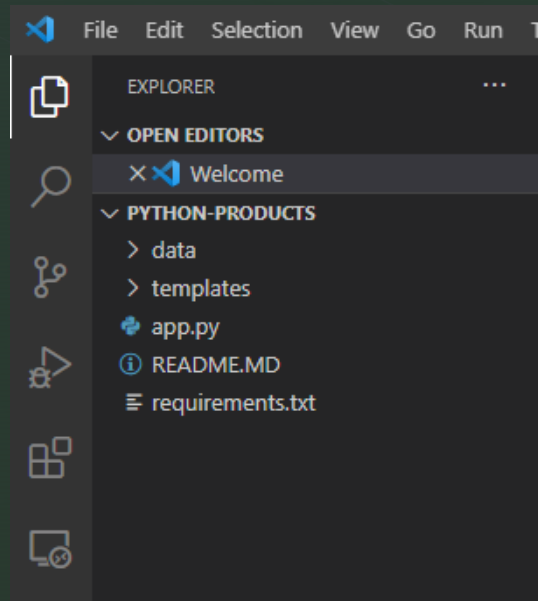 File Edit Selection View Go Run
EXPLORER
OPEN EDITORS
Welcome
PYTHON-PRODUCTS
data
templates
app.py
README.MD
requirements.txt